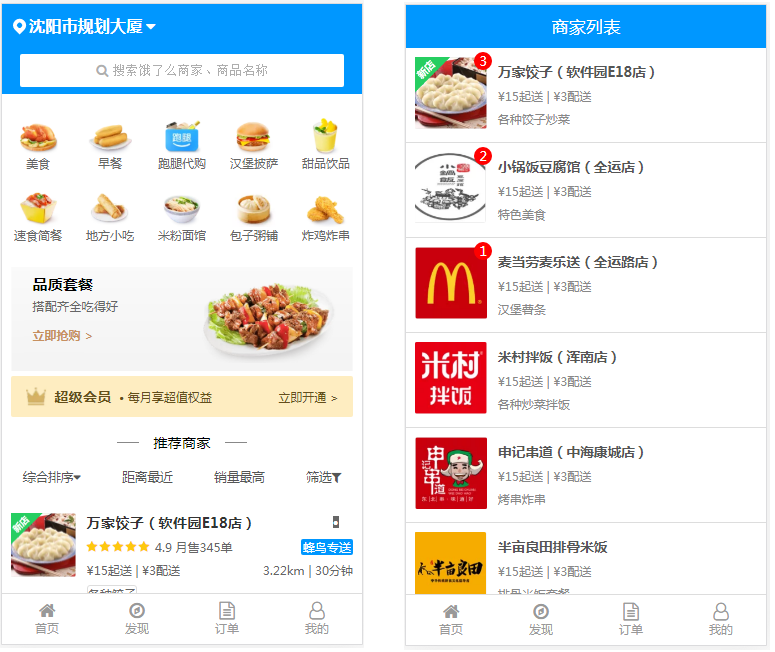 沈阳市规划大厦
搜索饿了么商家、商品名称
美食 早餐 跑腿代购 汉堡披萨 甜品饮品
跑腿
速食简餐 地方小吃 米粉面馆 包子粥铺 炸鸡炸串
品质套餐
搭配齐全吃得好
立即抢购 >
超级会员 • 每月享超值权益 立即开通 >
推荐商家
综合排序 距离最近 销量最高 筛选
新店
万家饺子（软件园E18店）
4.9 月售345单 蜂鸟专送
¥15起送 | ¥3配送 3.22km | 30分钟
各种饺子
首页 发现 订单 我的
商家列表
新店
3
万家饺子（软件园E18店）
¥15起送 | ¥3配送
各种饺子炒菜
小锅饭
2
小锅饭豆腐馆（全运店）
¥15起送 | ¥3配送
特色美食
1
麦当劳麦乐送（全运路店）
¥15起送 | ¥3配送
汉堡薯条
米村
拌饭
米村拌饭（浑南店）
¥15起送 | ¥3配送
各种炒菜拌饭
申记串道
申记串道（中海康城店）
¥15起送 | ¥3配送
烤串炸串
半亩良田
半亩良田排骨米饭
¥15起送 | ¥3配送
排骨米饭套餐
首页 发现 订单 我的